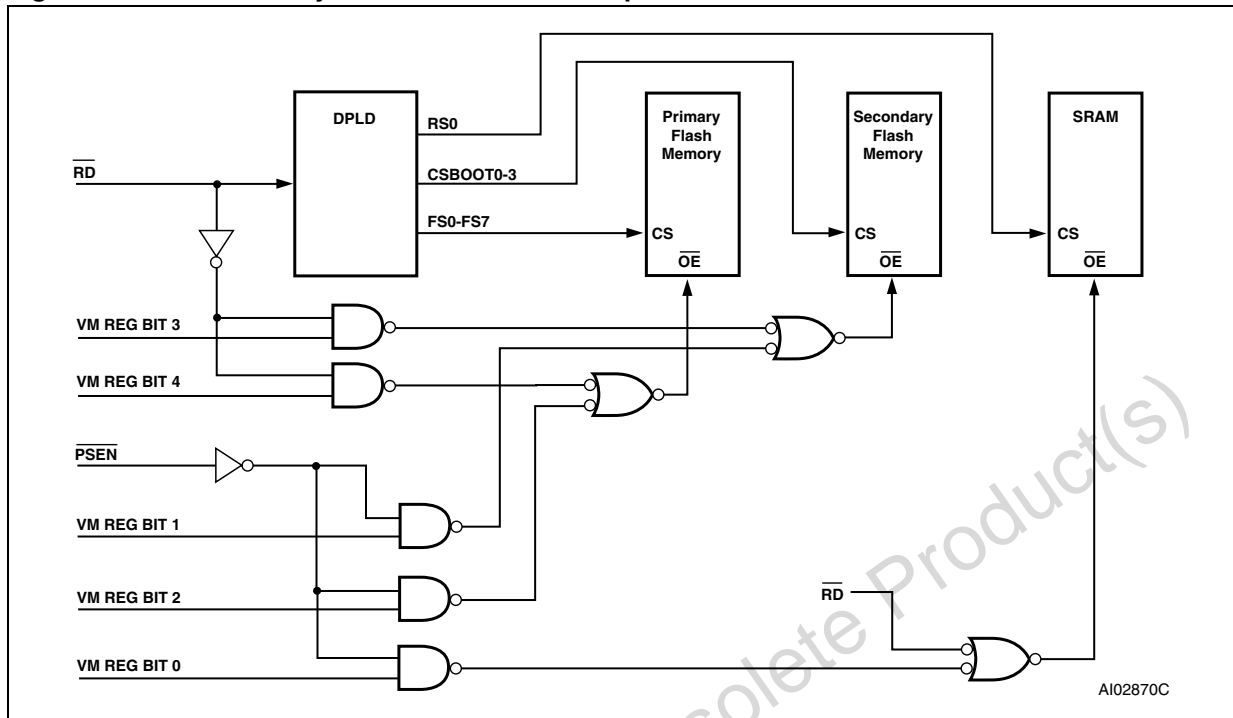 DPLD
RS0
CSBOOT0-3
FS0-FS7
Primary
Flash
Memory
CS
OE
Secondary
Flash
Memory
CS
OE
SRAM
CS
OE
RD
VM REG BIT 3
VM REG BIT 4
PSEN
VM REG BIT 1
VM REG BIT 2
VM REG BIT 0
RD
solete Product(s)
AI02870C